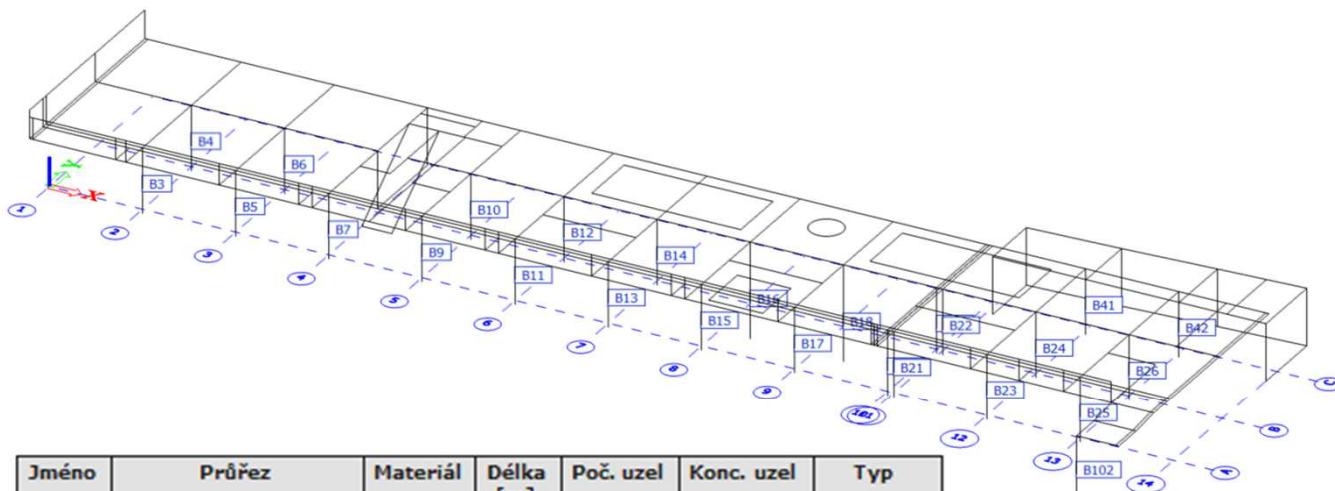 B4
B6
B3
B5
B10
B7
B12
B9
B14
B11
B41
B13
B16
B42
B15
B18
B22
B17
B24
B21
B26
B23
B25
B102
Y
X
1
2
3
4
5
6
7
8
9
12
13
14
C
B
A
Jméno Průřez Materiál Délka Poč. uzel Konc. uzel Typ